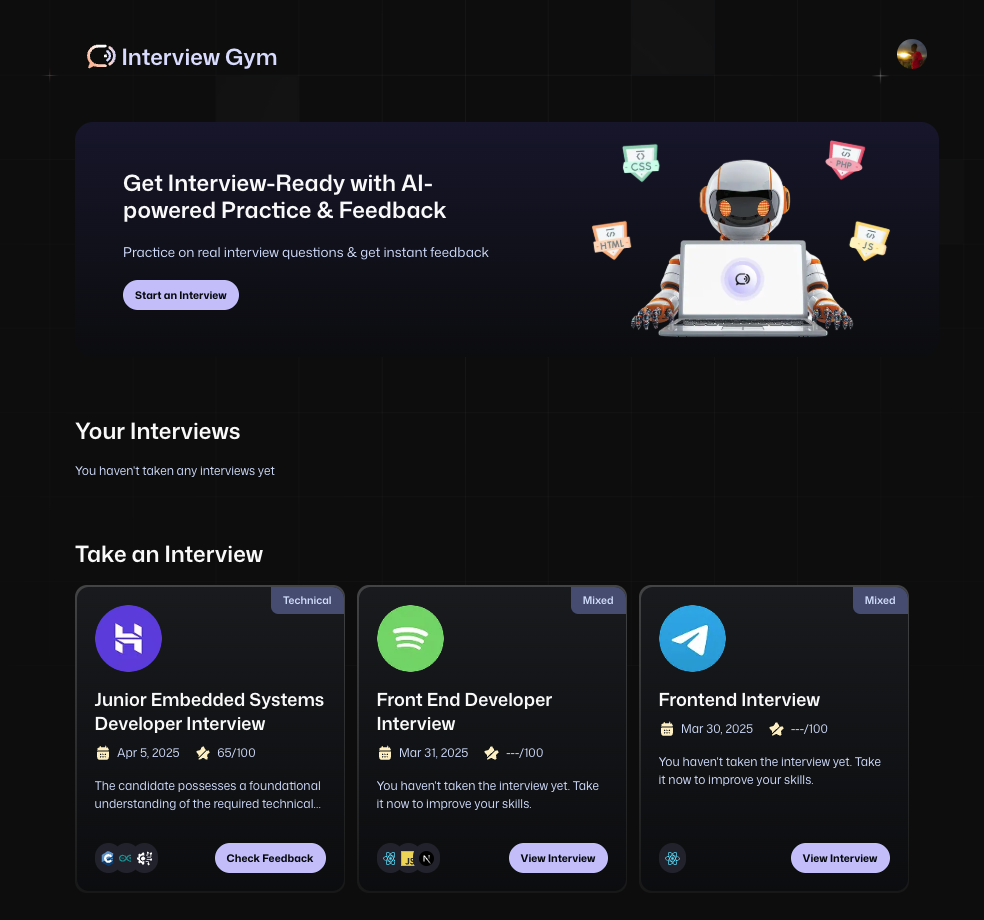 Interview Gym
Get Interview-Ready with AI-
powered Practice & Feedback
Practice on real interview questions & get instant feedback
Start an Interview
CSS
PHP
HTML
JS
Your Interviews
You haven't taken any interviews yet
Take an Interview
Technical
Junior Embedded Systems
Developer Interview
Apr 5, 2025
65/100
The candidate possesses a foundational
understanding of the required technical...
Check Feedback
Mixed
Front End Developer
Interview
Mar 31, 2025
---/100
You haven't taken the interview yet. Take
it now to improve your skills.
JS
View Interview
Mixed
Frontend Interview
Mar 30, 2025
---/100
You haven't taken the interview yet. Take
it now to improve your skills.
View Interview